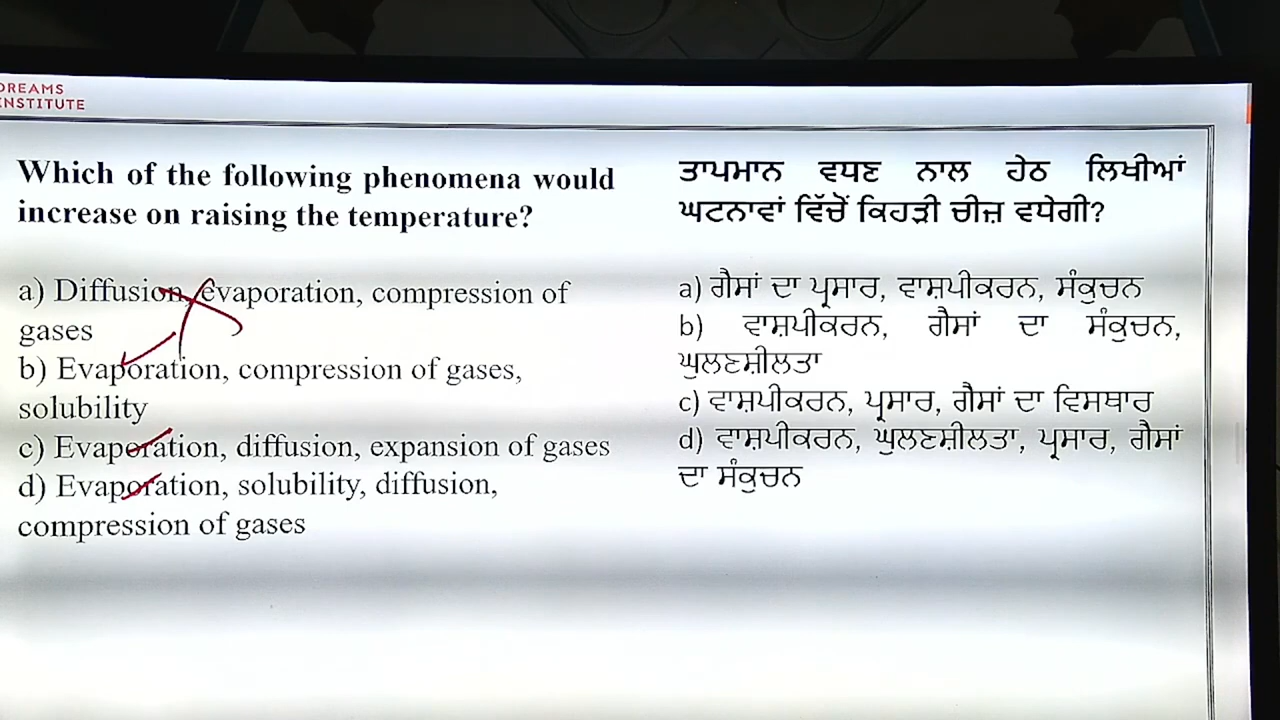 DREAMS
INSTITUTE
Which of the following phenomena would
increase on raising the temperature?
a) Diffusion, evaporation, compression of
gases
b) Evaporation, compression of gases,
solubility
c) Evaporation, diffusion, expansion of gases
d) Evaporation, solubility, diffusion,
compression of gases
ਤਾਪਮਾਨ ਵਧਣ ਨਾਲ ਹੇਠ ਲਿਖੀਆਂ
ਘਟਨਾਵਾਂ ਵਿੱਚੋਂ ਕਿਹੜੀ ਚੀਜ਼ ਵਧੇਗੀ?
a) ਗੈਸਾਂ ਦਾ ਪ੍ਰਸਾਰ, ਵਾਸ਼ਪੀਕਰਨ, ਸੰਕੁਚਨ
b) ਵਾਸ਼ਪੀਕਰਨ, ਗੈਸਾਂ ਦਾ ਸੰਕੁਚਨ,
ਘੁਲਣਸ਼ੀਲਤਾ
c) ਵਾਸ਼ਪੀਕਰਨ, ਪ੍ਰਸਾਰ, ਗੈਸਾਂ ਦਾ ਵਿਸਥਾਰ
d) ਵਾਸ਼ਪੀਕਰਨ, ਘੁਲਣਸ਼ੀਲਤਾ, ਪ੍ਰਸਾਰ, ਗੈਸਾਂ
ਦਾ ਸੰਕੁਚਨ